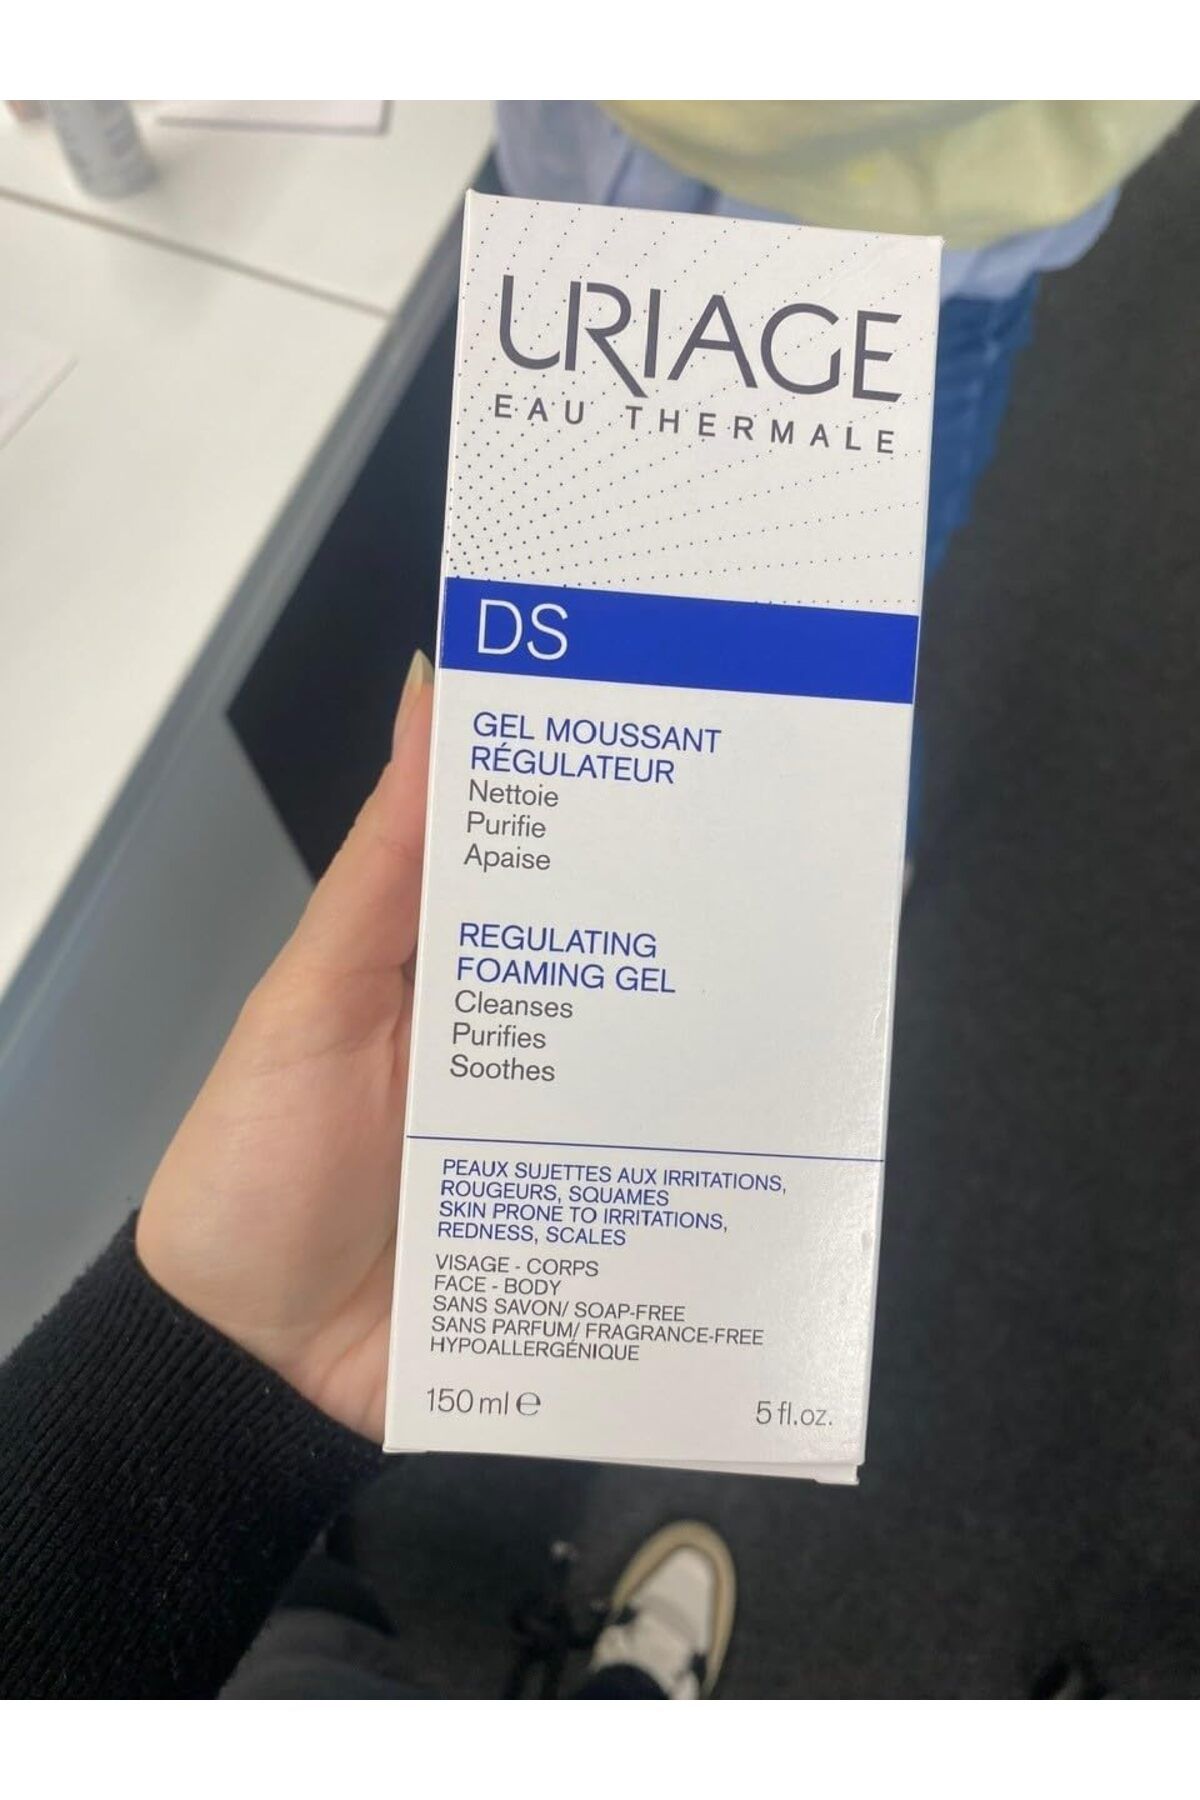 URIAGE
EAU THERMALE
DS
GEL MOUSSANT
RÉGULATEUR
Nettoie
Purifie
Apaise
REGULATING
FOAMING GEL
Cleanses
Purifies
Soothes
PEAUX SUJETTES AUX IRRITATIONS,
ROUGEURS, SQUAMES
SKIN PRONE TO IRRITATIONS,
REDNESS, SCALES
VISAGE - CORPS
FACE - BODY
SANS SAVON/ SOAP-FREE
SANS PARFUM/ FRAGRANCE-FREE
HYPOALLERGÉNIQUE
150 ml ℮ 5 fl.oz.